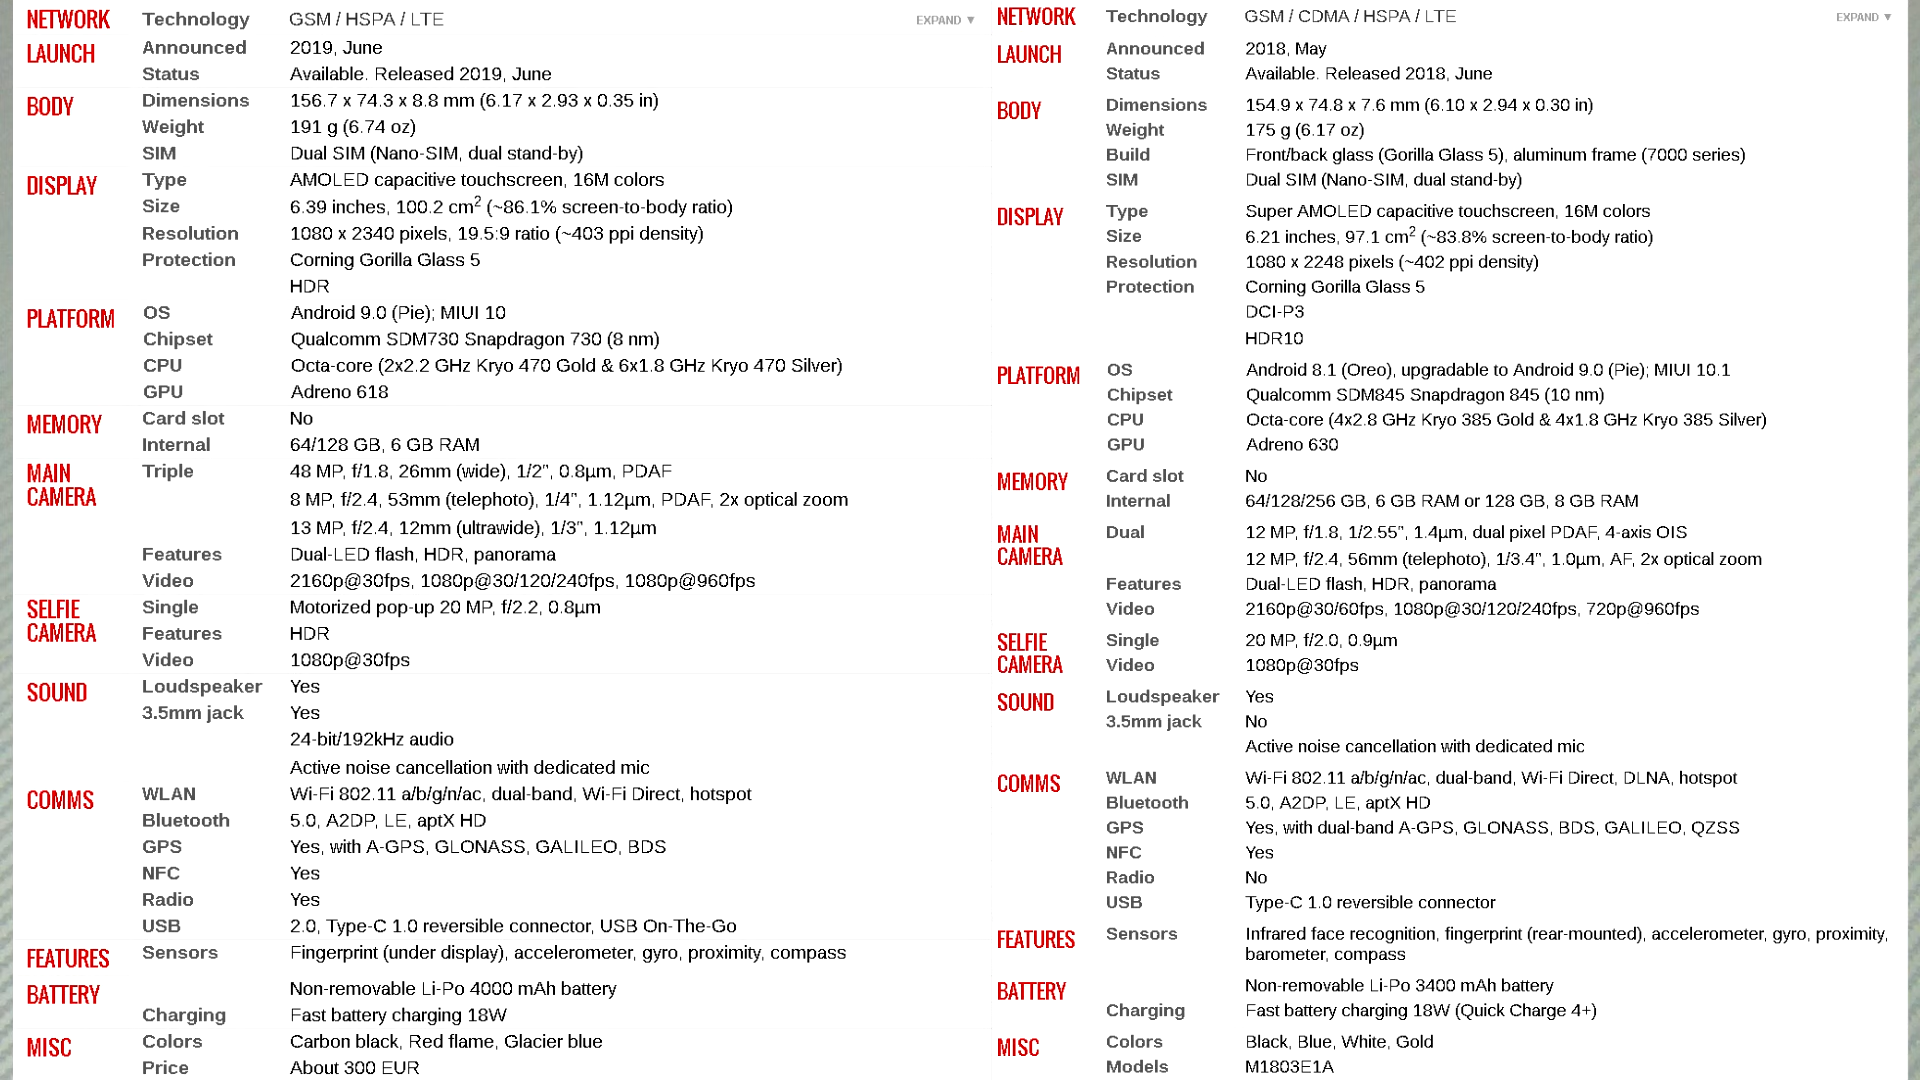 NETWORK Technology GSM / HSPA / LTE EXPAND ▼
LAUNCH Announced 2019, June
Status Available. Released 2019, June
BODY Dimensions 156.7 x 74.3 x 8.8 mm (6.17 x 2.93 x 0.35 in)
Weight 191 g (6.74 oz)
SIM Dual SIM (Nano-SIM, dual stand-by)
DISPLAY Type AMOLED capacitive touchscreen, 16M colors
Size 6.39 inches, 100.2 cm² (~86.1% screen-to-body ratio)
Resolution 1080 x 2340 pixels, 19.5:9 ratio (~403 ppi density)
Protection Corning Gorilla Glass 5
HDR
PLATFORM OS Android 9.0 (Pie); MIUI 10
Chipset Qualcomm SDM730 Snapdragon 730 (8 nm)
CPU Octa-core (2x2.2 GHz Kryo 470 Gold & 6x1.8 GHz Kryo 470 Silver)
GPU Adreno 618
MEMORY Card slot No
Internal 64/128 GB, 6 GB RAM
MAIN CAMERA Triple 48 MP, f/1.8, 26mm (wide), 1/2", 0.8µm, PDAF
8 MP, f/2.4, 53mm (telephoto), 1/4", 1.12µm, PDAF, 2x optical zoom
13 MP, f/2.4, 12mm (ultrawide), 1/3", 1.12µm
Features Dual-LED flash, HDR, panorama
Video 2160p@30fps, 1080p@30/120/240fps, 1080p@960fps
SELFIE CAMERA Single Motorized pop-up 20 MP, f/2.2, 0.8µm
Features HDR
Video 1080p@30fps
SOUND Loudspeaker Yes
3.5mm jack Yes
24-bit/192kHz audio
Active noise cancellation with dedicated mic
COMMS WLAN Wi-Fi 802.11 a/b/g/n/ac, dual-band, Wi-Fi Direct, hotspot
Bluetooth 5.0, A2DP, LE, aptX HD
GPS Yes, with A-GPS, GLONASS, GALILEO, BDS
NFC Yes
Radio Yes
USB 2.0, Type-C 1.0 reversible connector, USB On-The-Go
FEATURES Sensors Fingerprint (under display), accelerometer, gyro, proximity, compass
BATTERY Non-removable Li-Po 4000 mAh battery
Charging Fast battery charging 18W
MISC Colors Carbon black, Red flame, Glacier blue
Price About 300 EUR
NETWORK Technology GSM / CDMA / HSPA / LTE EXPAND ▼
LAUNCH Announced 2018, May
Status Available. Released 2018, June
BODY Dimensions 154.9 x 74.8 x 7.6 mm (6.10 x 2.94 x 0.30 in)
Weight 175 g (6.17 oz)
Build Front/back glass (Gorilla Glass 5), aluminum frame (7000 series)
SIM Dual SIM (Nano-SIM, dual stand-by)
DISPLAY Type Super AMOLED capacitive touchscreen, 16M colors
Size 6.21 inches, 97.1 cm² (~83.8% screen-to-body ratio)
Resolution 1080 x 2248 pixels (~402 ppi density)
Protection Corning Gorilla Glass 5
DCI-P3
HDR10
PLATFORM OS Android 8.1 (Oreo), upgradable to Android 9.0 (Pie); MIUI 10.1
Chipset Qualcomm SDM845 Snapdragon 845 (10 nm)
CPU Octa-core (4x2.8 GHz Kryo 385 Gold & 4x1.8 GHz Kryo 385 Silver)
GPU Adreno 630
MEMORY Card slot No
Internal 64/128/256 GB, 6 GB RAM or 128 GB, 8 GB RAM
MAIN CAMERA Dual 12 MP, f/1.8, 1/2.55", 1.4µm, dual pixel PDAF, 4-axis OIS
12 MP, f/2.4, 56mm (telephoto), 1/3.4", 1.0µm, AF, 2x optical zoom
Features Dual-LED flash, HDR, panorama
Video 2160p@30/60fps, 1080p@30/120/240fps, 720p@960fps
SELFIE CAMERA Single 20 MP, f/2.0, 0.9µm
Video 1080p@30fps
SOUND Loudspeaker Yes
3.5mm jack No
Active noise cancellation with dedicated mic
COMMS WLAN Wi-Fi 802.11 a/b/g/n/ac, dual-band, Wi-Fi Direct, DLNA, hotspot
Bluetooth 5.0, A2DP, LE, aptX HD
GPS Yes, with dual-band A-GPS, GLONASS, BDS, GALILEO, QZSS
NFC Yes
Radio No
USB Type-C 1.0 reversible connector
FEATURES Sensors Infrared face recognition, fingerprint (rear-mounted), accelerometer, gyro, proximity,
barometer, compass
BATTERY Non-removable Li-Po 3400 mAh battery
Charging Fast battery charging 18W (Quick Charge 4+)
MISC Colors Black, Blue, White, Gold
Models M1803E1A